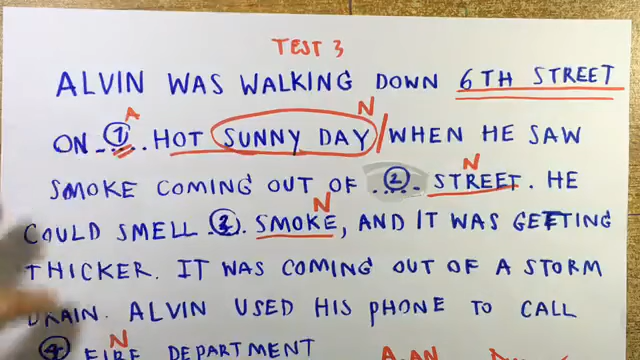 TEST 3
ALVIN WAS WALKING DOWN 6TH STREET
A N
ON ..(1).. HOT SUNNY DAY / WHEN HE SAW
N
SMOKE COMING OUT OF ..(2).. STREET. HE
N
COULD SMELL .(3). SMOKE, AND IT WAS GETTING
THICKER. IT WAS COMING OUT OF A STORM
DRAIN. ALVIN USED HIS PHONE TO CALL
N
(4) FIRE DEPARTMENT A, AN